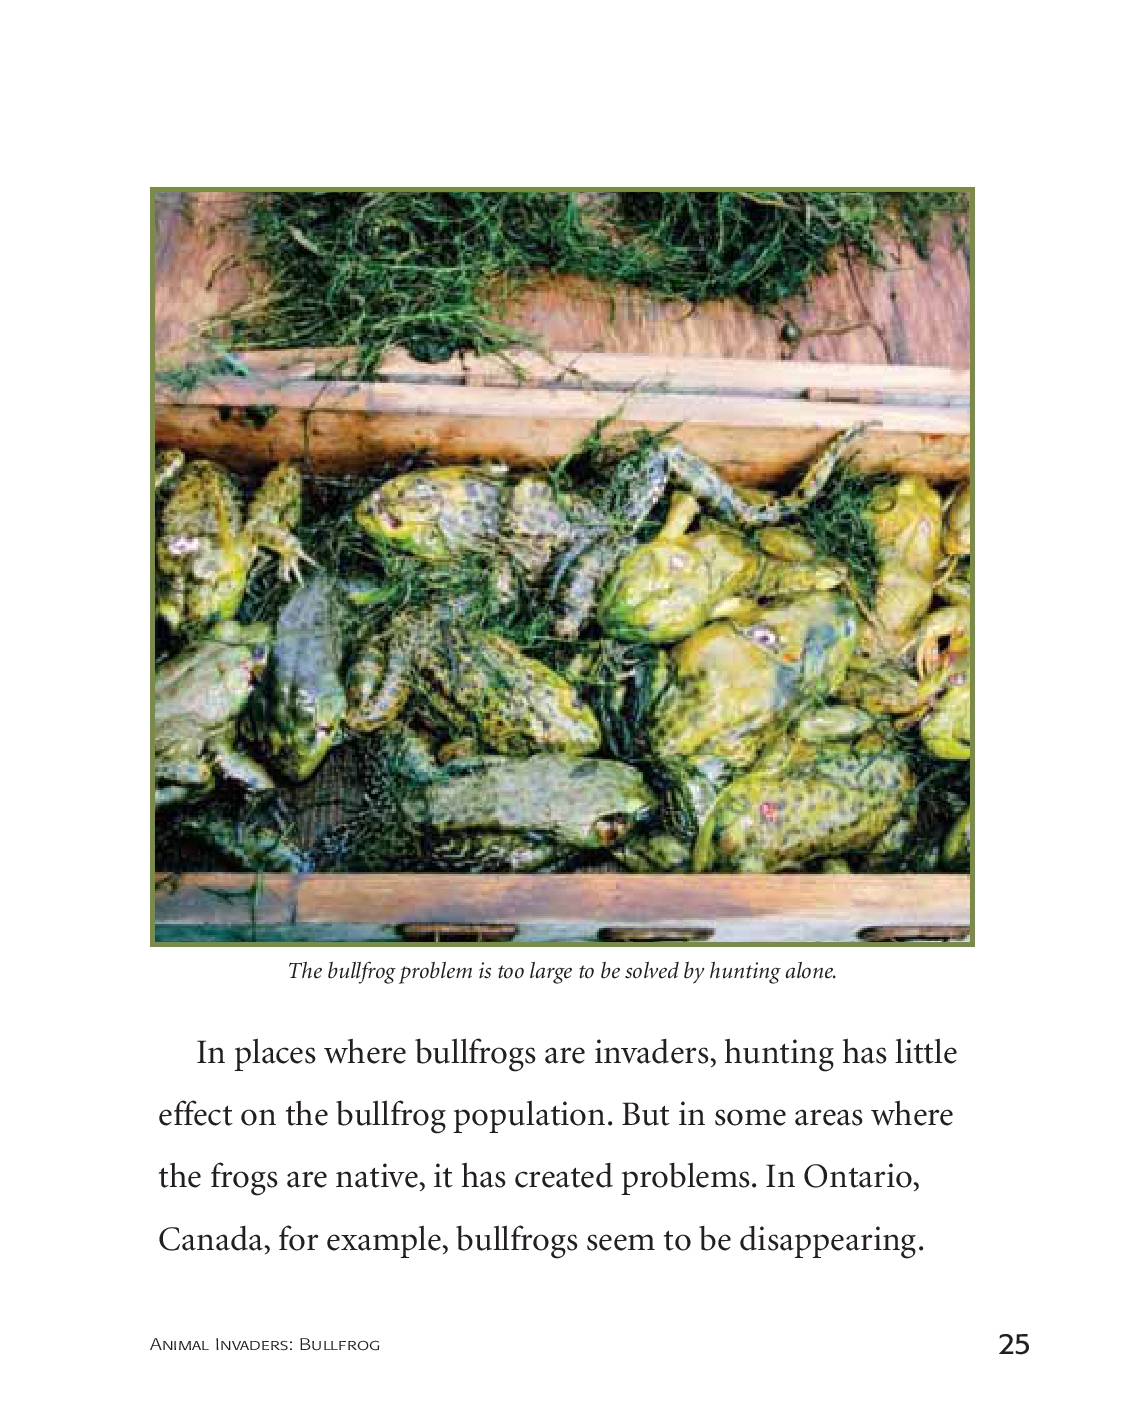 The bullfrog problem is too large to be solved by hunting alone.
In places where bullfrogs are invaders, hunting has little
effect on the bullfrog population. But in some areas where
the frogs are native, it has created problems. In Ontario,
Canada, for example, bullfrogs seem to be disappearing.
Animal Invaders: Bullfrog
25